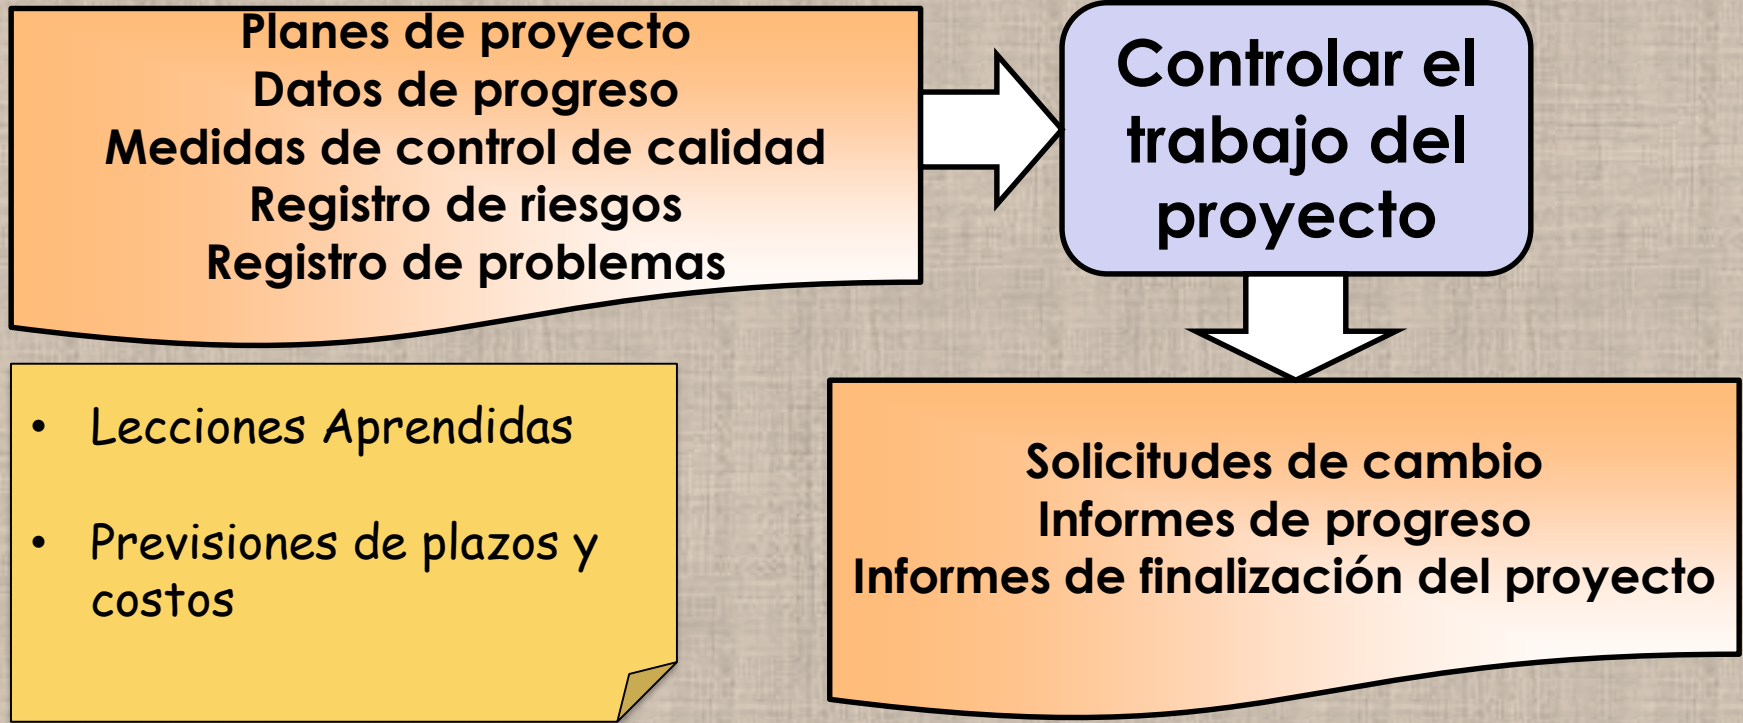 Planes de proyecto
Datos de progreso
Medidas de control de calidad
Registro de riesgos
Registro de problemas
Controlar el
trabajo del
proyecto
• Lecciones Aprendidas
• Previsiones de plazos y
costos
Solicitudes de cambio
Informes de progreso
Informes de finalización del proyecto